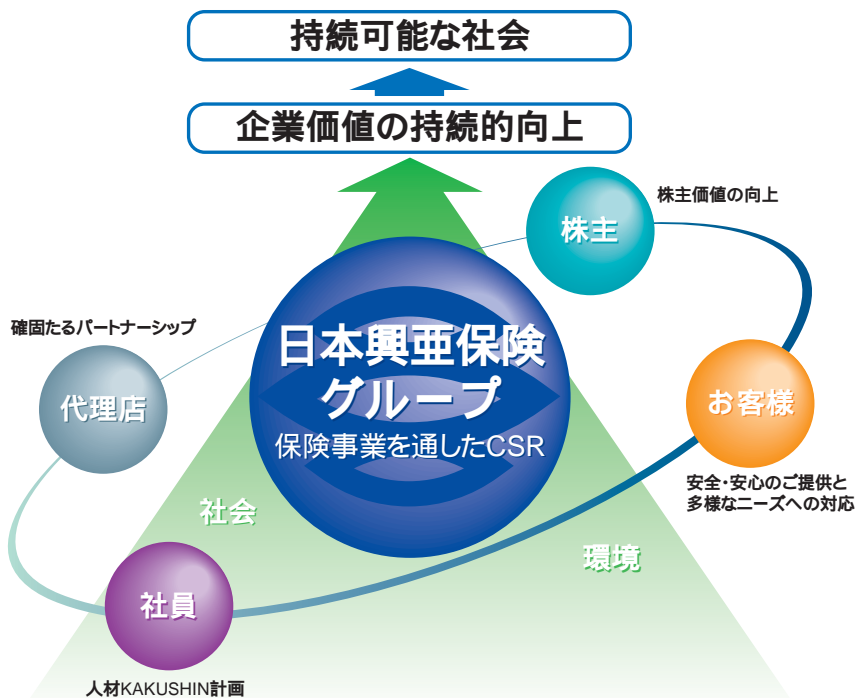 持続可能な社会
企業価値の持続的向上
株主価値の向上
株主
確固たるパートナーシップ
代理店
日本興亜保険
グループ
保険事業を通したCSR
お客様
安全・安心のご提供と
多様なニーズへの対応
社会
環境
社員
人材KAKUSHIN計画